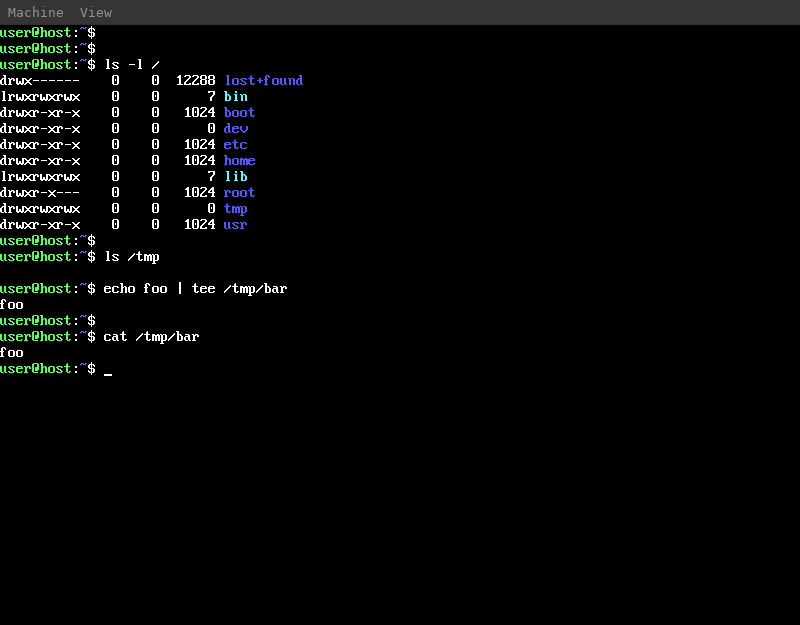 Machine View
user@host:~$
user@host:~$
user@host:~$ ls -l /
drwx------    0    0  12288 lost+found
lrwxrwxrwx    0    0      7 bin
drwxr-xr-x    0    0   1024 boot
drwxr-xr-x    0    0      0 dev
drwxr-xr-x    0    0   1024 etc
drwxr-xr-x    0    0   1024 home
lrwxrwxrwx    0    0      7 lib
drwxr-x---    0    0   1024 root
drwxrwxrwx    0    0      0 tmp
drwxr-xr-x    0    0   1024 usr
user@host:~$
user@host:~$ ls /tmp
user@host:~$ echo foo | tee /tmp/bar
foo
user@host:~$
user@host:~$ cat /tmp/bar
foo
user@host:~$ _